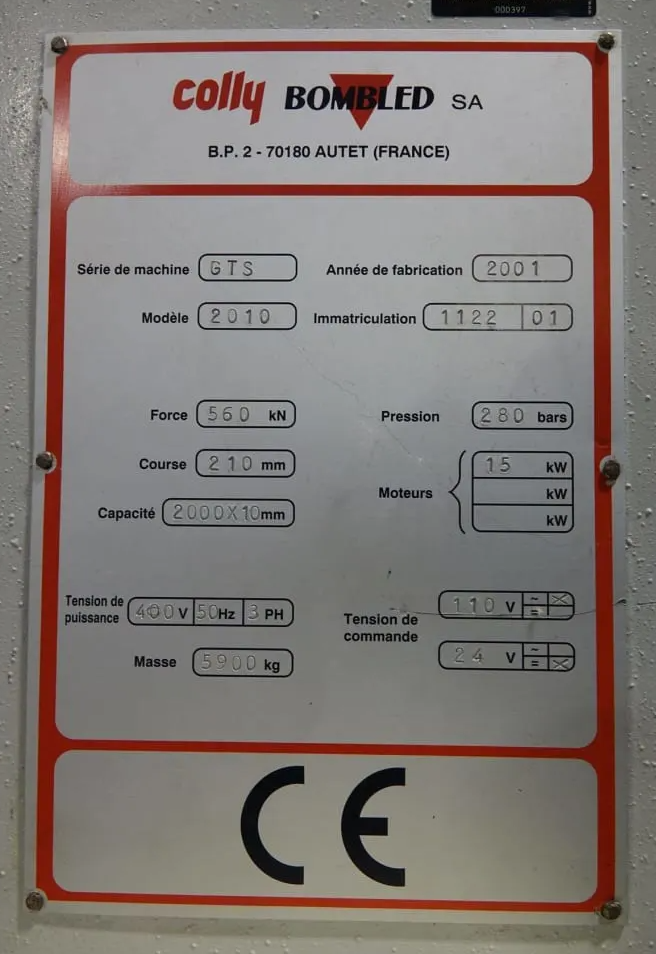 000397
colly BOMBLED SA
B.P. 2 - 70180 AUTET (FRANCE)
Série de machine GTS Année de fabrication 2001
Modèle 2010 Immatriculation 1122 01
Force 560 kN Pression 280 bars
Course 210 mm Moteurs 15 kW
kW
Capacité 2000X10mm kW
Tension de puissance 400 V 50 Hz 3 PH Tension de commande 110 V ~ X
=
Masse 5900 kg 24 V ~
= X
CE